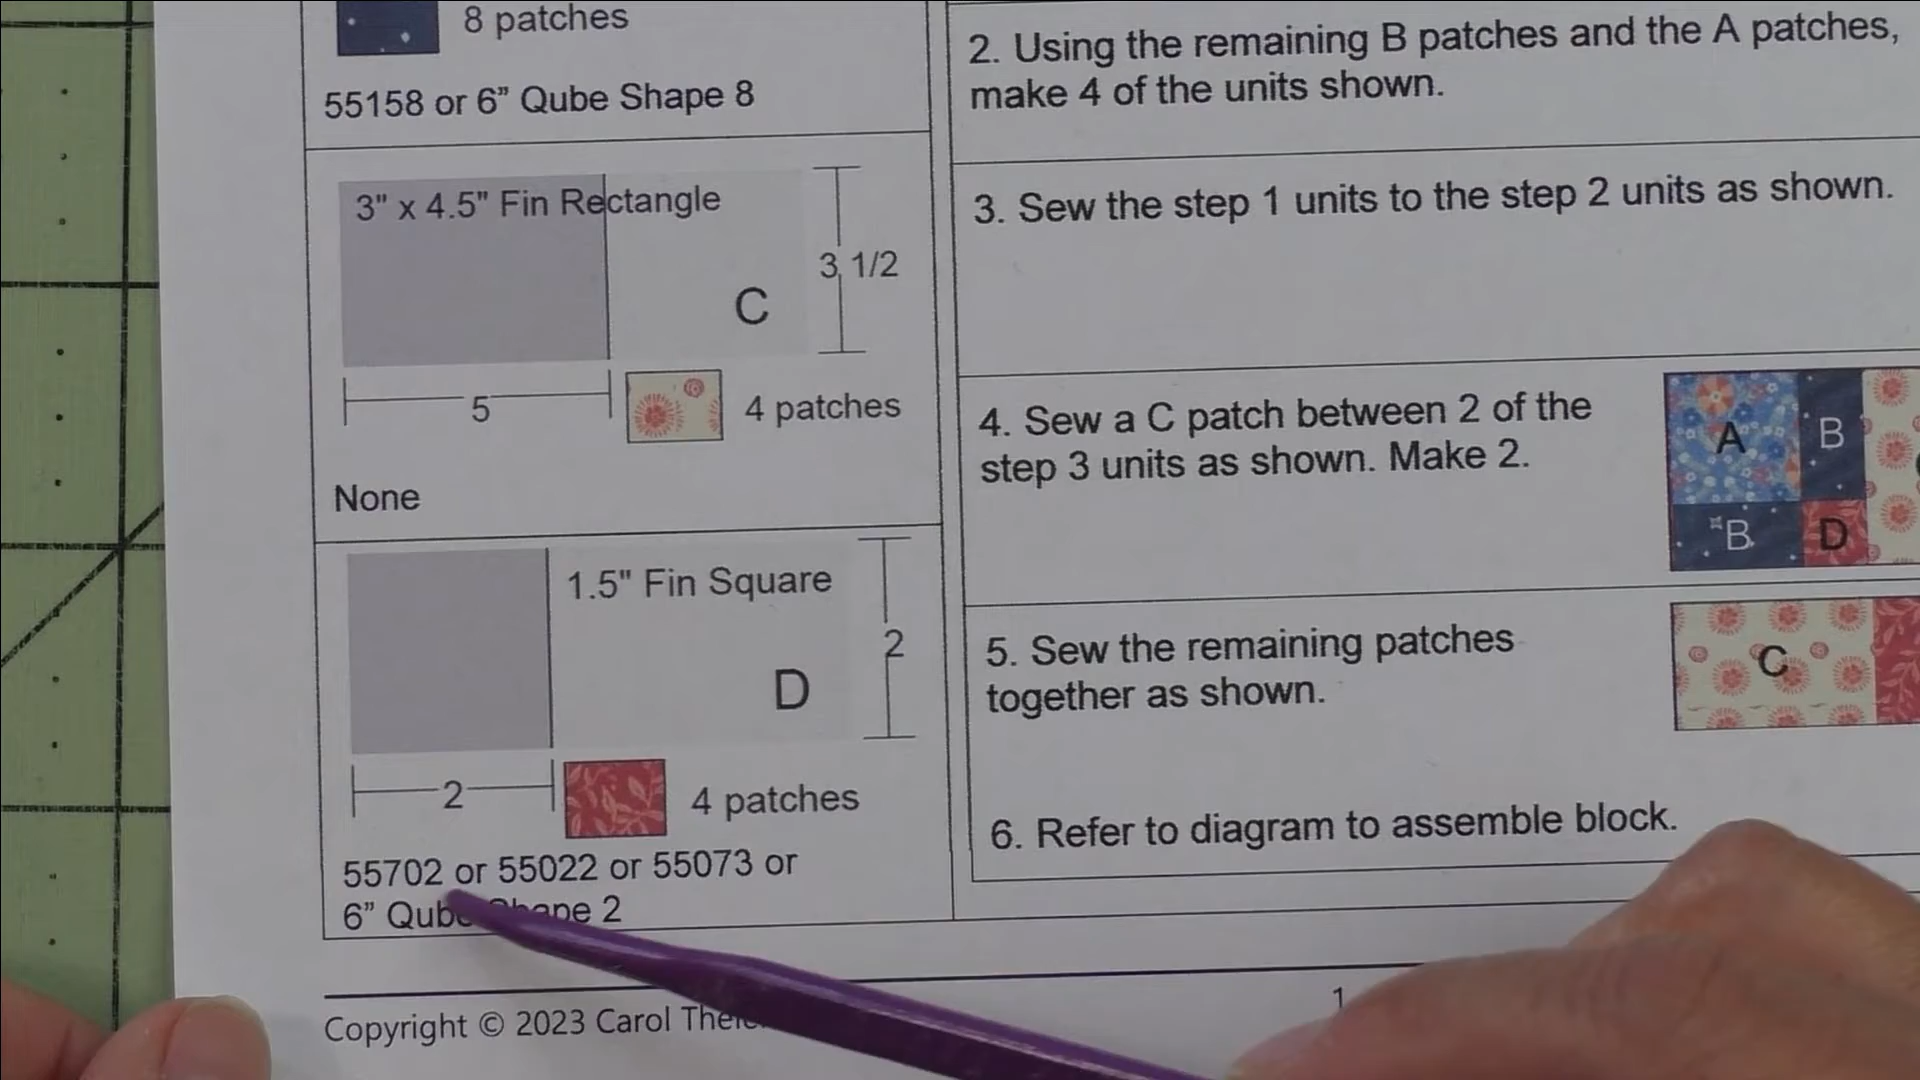 8 patches
55158 or 6” Qube Shape 8
3" x 4.5" Fin Rectangle
3 1/2
C
5
4 patches
None
1.5" Fin Square
2
D
2
4 patches
55702 or 55022 or 55073 or
6” Qube Shape 2
2. Using the remaining B patches and the A patches,
make 4 of the units shown.
3. Sew the step 1 units to the step 2 units as shown.
4. Sew a C patch between 2 of the
step 3 units as shown. Make 2.
A
B
B
D
5. Sew the remaining patches
together as shown.
C
6. Refer to diagram to assemble block.
Copyright © 2023 Carol
1